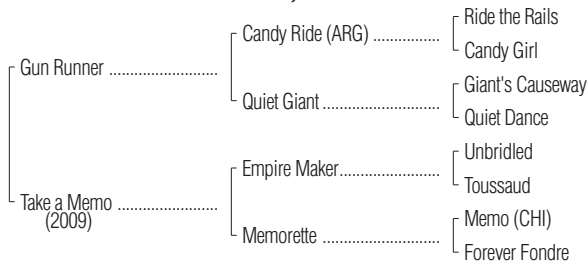 Ride the Rails
Candy Ride (ARG) ................
Candy Girl
Gun Runner ..........................
Giant's Causeway
Quiet Giant ............................
Quiet Dance
Unbridled
Empire Maker........................
Toussaud
Take a Memo ........................
(2009)
Memo (CHI)
Memorette .............................
Forever Fondre